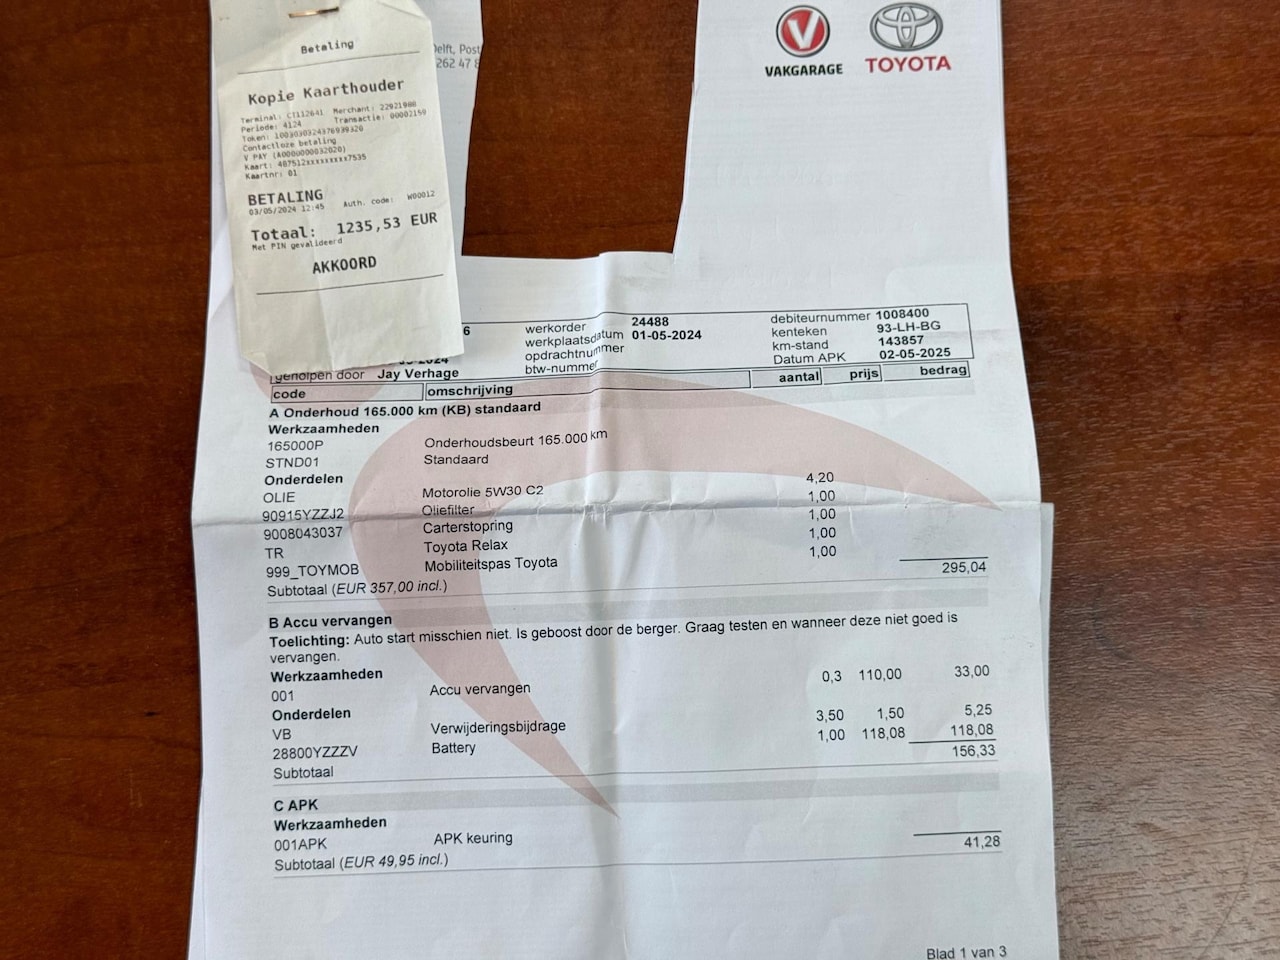 Betaling
Kopie Kaarthouder
Terminal: CT112641 Merchant: 22921900
Periode: 4124 Transactie: 00002150
Token: 1003030324376939320
Contactloze betaling
V PAY (A0000000032020)
Kaart: 487512xxxxxxxxx7535
Kaartnr: 01
BETALING
03/05/2024 12:45 Auth. code: W00012
Totaal: 1235,53 EUR
Met PIN gevalideerd
AKKOORD
Delft, Post
262 47 8
VAKGARAGE
TOYOTA
6
werkorder 24488
werkplaatsdatum 01-05-2024
opdrachtnummer
btw-nummer
debiteurnummer 1008400
kenteken 93-LH-BG
km-stand 143857
Datum APK 02-05-2025
geholpen door Jay Verhage
code omschrijving aantal prijs bedrag
A Onderhoud 165.000 km (KB) standaard
Werkzaamheden
165000P Onderhoudsbeurt 165.000 km
STND01 Standaard
Onderdelen
OLIE Motorolie 5W30 C2 4,20
90915YZZJ2 Oliefilter 1,00
9008043037 Carterstopring 1,00
TR Toyota Relax 1,00
999_TOYMOB Mobiliteitspas Toyota 1,00
Subtotaal (EUR 357,00 incl.) 295,04
B Accu vervangen
Toelichting: Auto start misschien niet. Is geboost door de berger. Graag testen en wanneer deze niet goed is
vervangen.
Werkzaamheden
001 Accu vervangen 0,3 110,00 33,00
Onderdelen
VB Verwijderingsbijdrage 3,50 1,50 5,25
28800YZZZV Battery 1,00 118,08 118,08
Subtotaal 156,33
C APK
Werkzaamheden
001APK APK keuring
Subtotaal (EUR 49,95 incl.) 41,28
Blad 1 van 3